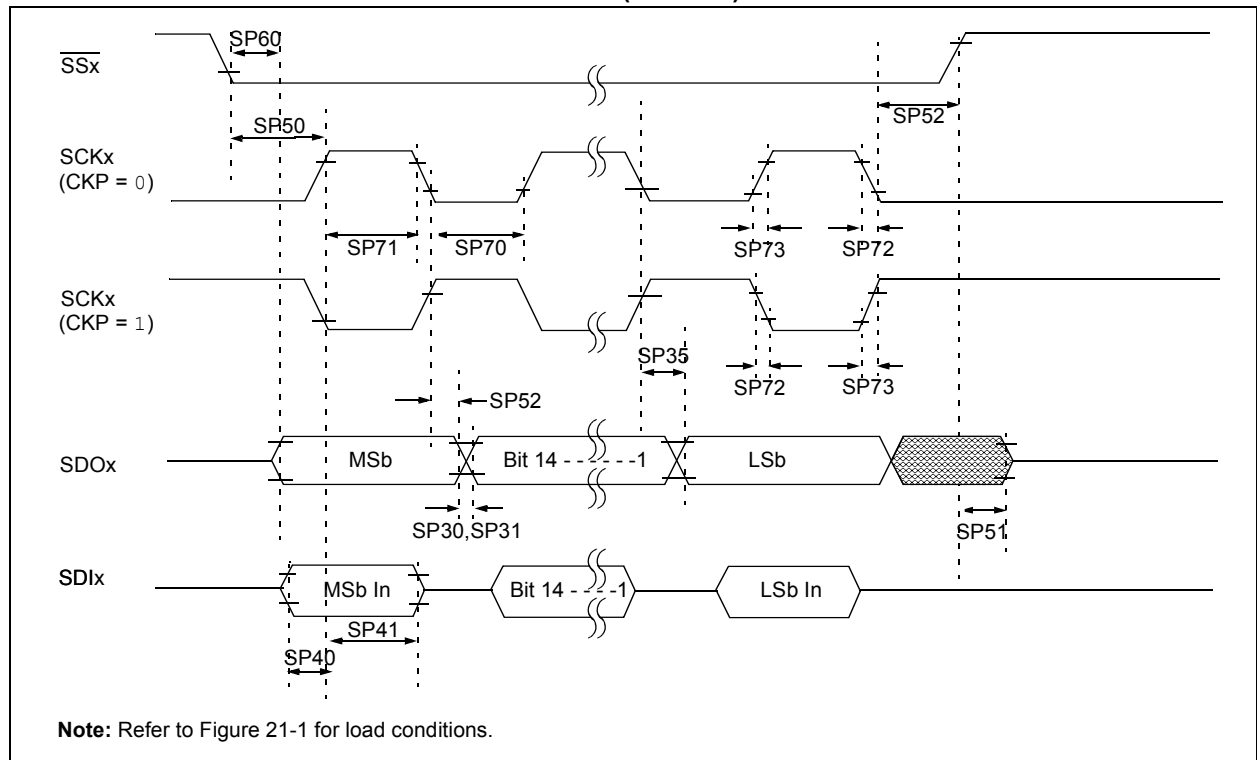 SP60
SSx
SP50
SP52
SCKx
(CKP = 0)
SP71
SP70
SP73
SP72
SCKx
(CKP = 1)
SP35
SP72
SP73
SP52
SDOx
MSb
Bit 14 - - - - - -1
LSb
SP30,SP31
SP51
SDIx
MSb In
Bit 14 - - - -1
LSb In
SP41
SP40
Note: Refer to Figure 21-1 for load conditions.